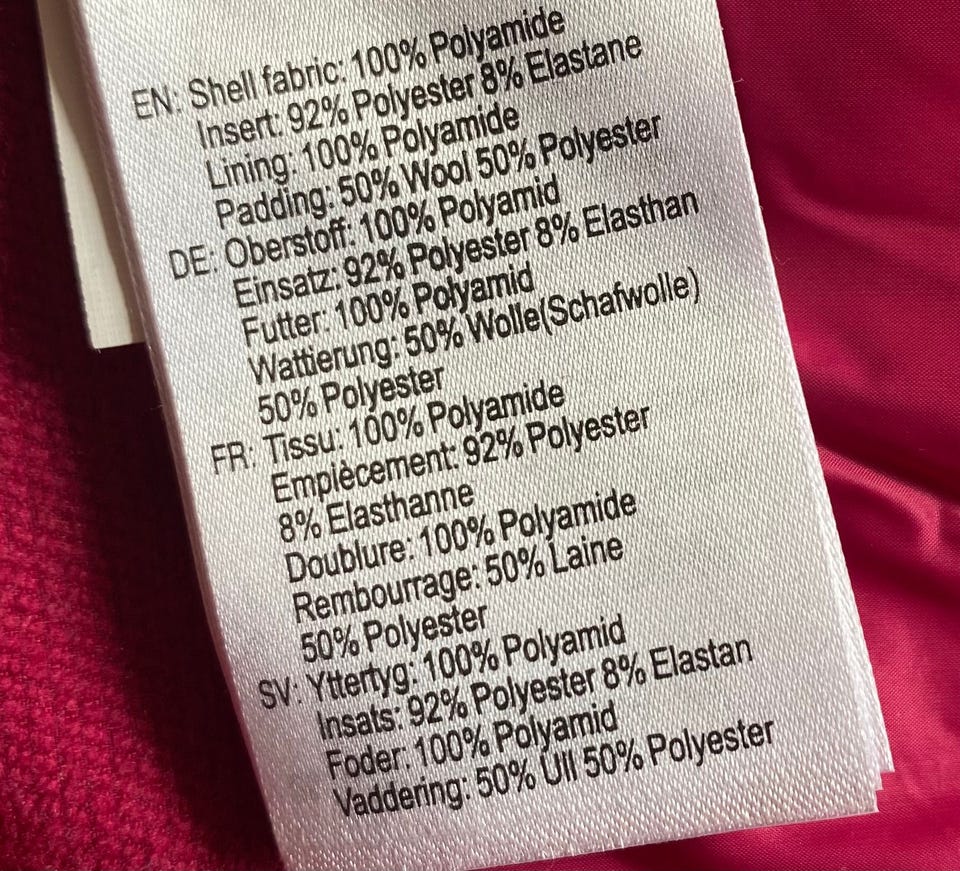 EN: Shell fabric: 100% Polyamide
Insert: 92% Polyester 8% Elastane
Lining: 100% Polyamide
Padding: 50% Wool 50% Polyester
DE: Oberstoff: 100% Polyamid
Einsatz: 92% Polyester 8% Elasthan
Futter: 100% Polyamid
Wattierung: 50% Wolle(Schafwolle)
50% Polyester
FR: Tissu: 100% Polyamide
Emplècement: 92% Polyester
8% Elasthanne
Doublure: 100% Polyamide
Rembourrage: 50% Laine
50% Polyester
SV: Yttertyg: 100% Polyamid
Insats: 92% Polyester 8% Elastan
Foder: 100% Polyamid
Vaddering: 50% Ull 50% Polyester